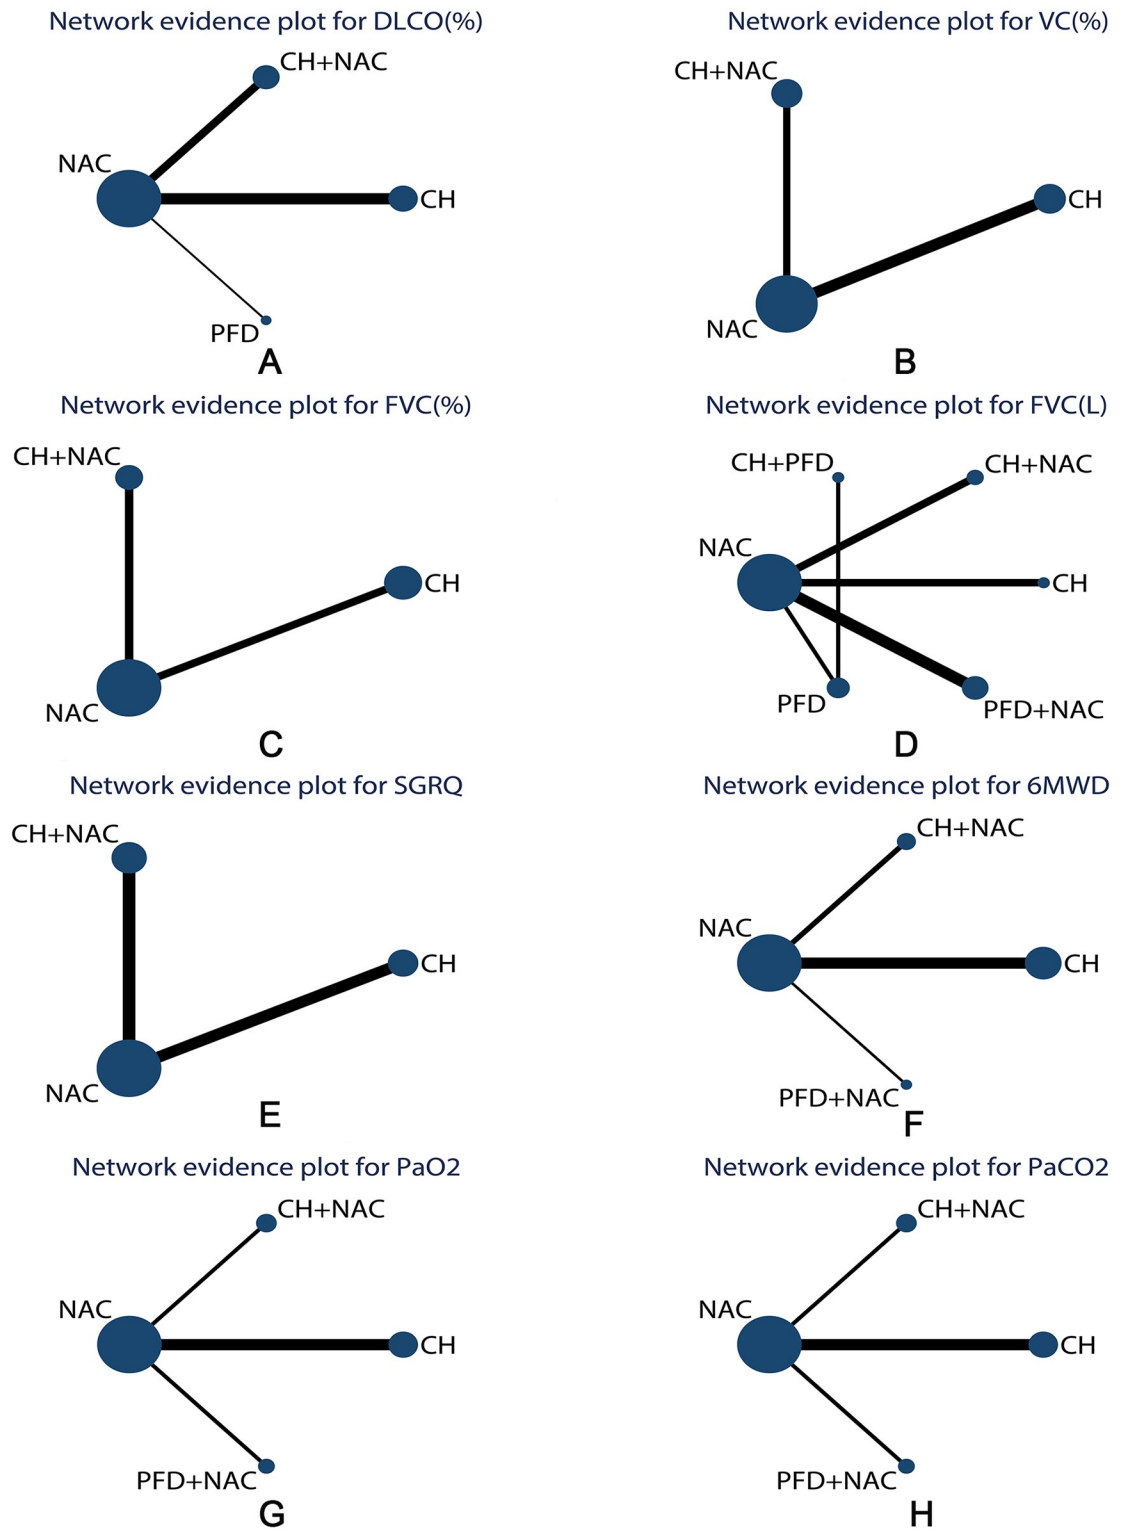 Network evidence plot for DLCO(%)
CH+NAC
NAC
CH
PFD
A
Network evidence plot for VC(%)
CH+NAC
CH
NAC
B
Network evidence plot for FVC(%)
CH+NAC
CH
NAC
C
Network evidence plot for FVC(L)
CH+PFD
CH+NAC
NAC
CH
PFD
PFD+NAC
D
Network evidence plot for SGRQ
CH+NAC
CH
NAC
E
Network evidence plot for 6MWD
CH+NAC
NAC
CH
PFD+NAC
F
Network evidence plot for PaO2
CH+NAC
NAC
CH
PFD+NAC
G
Network evidence plot for PaCO2
CH+NAC
NAC
CH
PFD+NAC
H